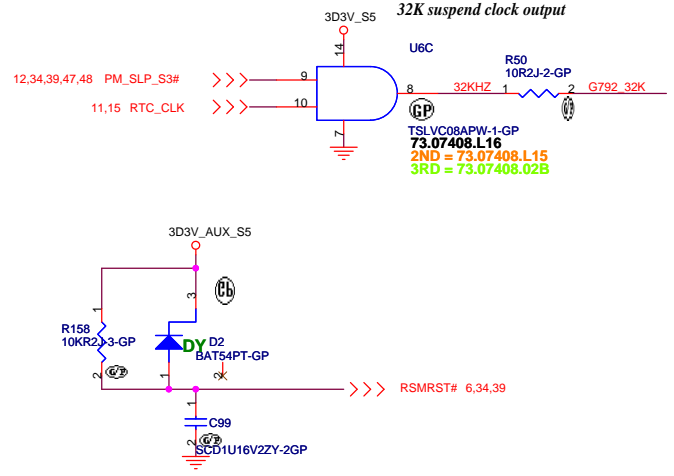 32K suspend clock output
3D3V_S5
14
U6C
R50
10R2J-2-GP
12,34,39,47,48 PM_SLP_S3#
9
11,15 RTC_CLK
10
8
32KHZ
1
2
G792_32K
GP
7
TSLVC08APW-1-GP
73.07408.L16
2ND = 73.07408.L15
3RD = 73.07408.02B
3D3V_AUX_S5
3
1
R158
10KR2J-3-GP
2
DY
D2
BAT54PT-GP
1
2
RSMRST# 6,34,39
1
C99
2
SCD1U16V2ZY-2GP